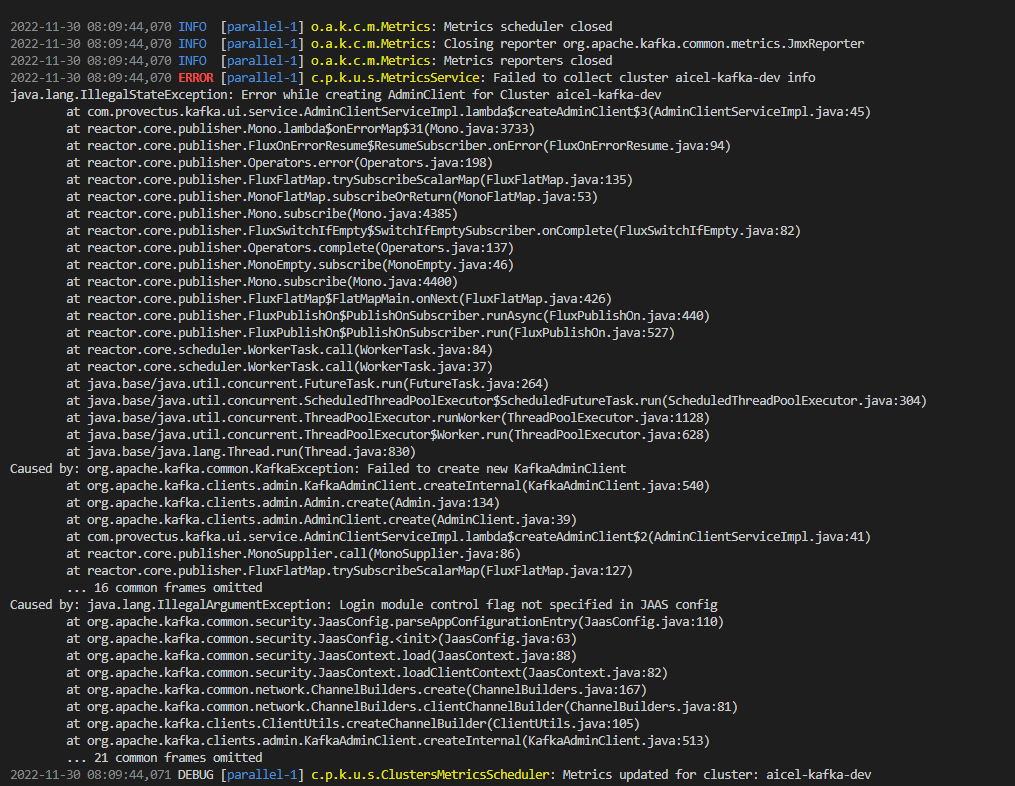 2022-11-30 08:09:44,070 INFO  [parallel-1] o.a.k.c.m.Metrics: Metrics scheduler closed
2022-11-30 08:09:44,070 INFO  [parallel-1] o.a.k.c.m.Metrics: Closing reporter org.apache.kafka.common.metrics.JmxReporter
2022-11-30 08:09:44,070 INFO  [parallel-1] o.a.k.c.m.Metrics: Metrics reporters closed
2022-11-30 08:09:44,070 ERROR [parallel-1] c.p.k.u.s.MetricsService: Failed to collect cluster aicel-kafka-dev info
java.lang.IllegalStateException: Error while creating AdminClient for Cluster aicel-kafka-dev
at com.provectus.kafka.ui.service.AdminClientServiceImpl.lambda$createAdminClient$3(AdminClientServiceImpl.java:45)
at reactor.core.publisher.Mono.lambda$onErrorMap$31(Mono.java:3733)
at reactor.core.publisher.FluxOnErrorResume$ResumeSubscriber.onError(FluxOnErrorResume.java:94)
at reactor.core.publisher.Operators.error(Operators.java:198)
at reactor.core.publisher.FluxFlatMap.trySubscribeScalarMap(FluxFlatMap.java:135)
at reactor.core.publisher.MonoFlatMap.subscribeOrReturn(MonoFlatMap.java:53)
at reactor.core.publisher.Mono.subscribe(Mono.java:4385)
at reactor.core.publisher.FluxSwitchIfEmpty$SwitchIfEmptySubscriber.onComplete(FluxSwitchIfEmpty.java:82)
at reactor.core.publisher.Operators.complete(Operators.java:137)
at reactor.core.publisher.MonoEmpty.subscribe(MonoEmpty.java:46)
at reactor.core.publisher.Mono.subscribe(Mono.java:4400)
at reactor.core.publisher.FluxFlatMap$FlatMapMain.onNext(FluxFlatMap.java:426)
at reactor.core.publisher.FluxPublishOn$PublishOnSubscriber.runAsync(FluxPublishOn.java:440)
at reactor.core.publisher.FluxPublishOn$PublishOnSubscriber.run(FluxPublishOn.java:527)
at reactor.core.scheduler.WorkerTask.call(WorkerTask.java:84)
at reactor.core.scheduler.WorkerTask.call(WorkerTask.java:37)
at java.base/java.util.concurrent.FutureTask.run(FutureTask.java:264)
at java.base/java.util.concurrent.ScheduledThreadPoolExecutor$ScheduledFutureTask.run(ScheduledThreadPoolExecutor.java:304)
at java.base/java.util.concurrent.ThreadPoolExecutor.runWorker(ThreadPoolExecutor.java:1128)
at java.base/java.util.concurrent.ThreadPoolExecutor$Worker.run(ThreadPoolExecutor.java:628)
at java.base/java.lang.Thread.run(Thread.java:830)
Caused by: org.apache.kafka.common.KafkaException: Failed to create new KafkaAdminClient
at org.apache.kafka.clients.admin.KafkaAdminClient.createInternal(KafkaAdminClient.java:540)
at org.apache.kafka.clients.admin.Admin.create(Admin.java:134)
at org.apache.kafka.clients.admin.AdminClient.create(AdminClient.java:39)
at com.provectus.kafka.ui.service.AdminClientServiceImpl.lambda$createAdminClient$2(AdminClientServiceImpl.java:41)
at reactor.core.publisher.MonoSupplier.call(MonoSupplier.java:86)
at reactor.core.publisher.FluxFlatMap.trySubscribeScalarMap(FluxFlatMap.java:127)
... 16 common frames omitted
Caused by: java.lang.IllegalArgumentException: Login module control flag not specified in JAAS config
at org.apache.kafka.common.security.JaasConfig.parseAppConfigurationEntry(JaasConfig.java:110)
at org.apache.kafka.common.security.JaasConfig.<init>(JaasConfig.java:63)
at org.apache.kafka.common.security.JaasContext.load(JaasContext.java:88)
at org.apache.kafka.common.security.JaasContext.loadClientContext(JaasContext.java:82)
at org.apache.kafka.common.network.ChannelBuilders.create(ChannelBuilders.java:167)
at org.apache.kafka.common.network.ChannelBuilders.clientChannelBuilder(ChannelBuilders.java:81)
at org.apache.kafka.clients.ClientUtils.createChannelBuilder(ClientUtils.java:105)
at org.apache.kafka.clients.admin.KafkaAdminClient.createInternal(KafkaAdminClient.java:513)
... 21 common frames omitted
2022-11-30 08:09:44,071 DEBUG [parallel-1] c.p.k.u.s.ClustersMetricsScheduler: Metrics updated for cluster: aicel-kafka-dev